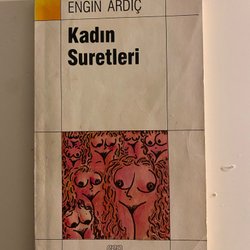 ENGİN ARDIÇ
Kadın
Suretleri